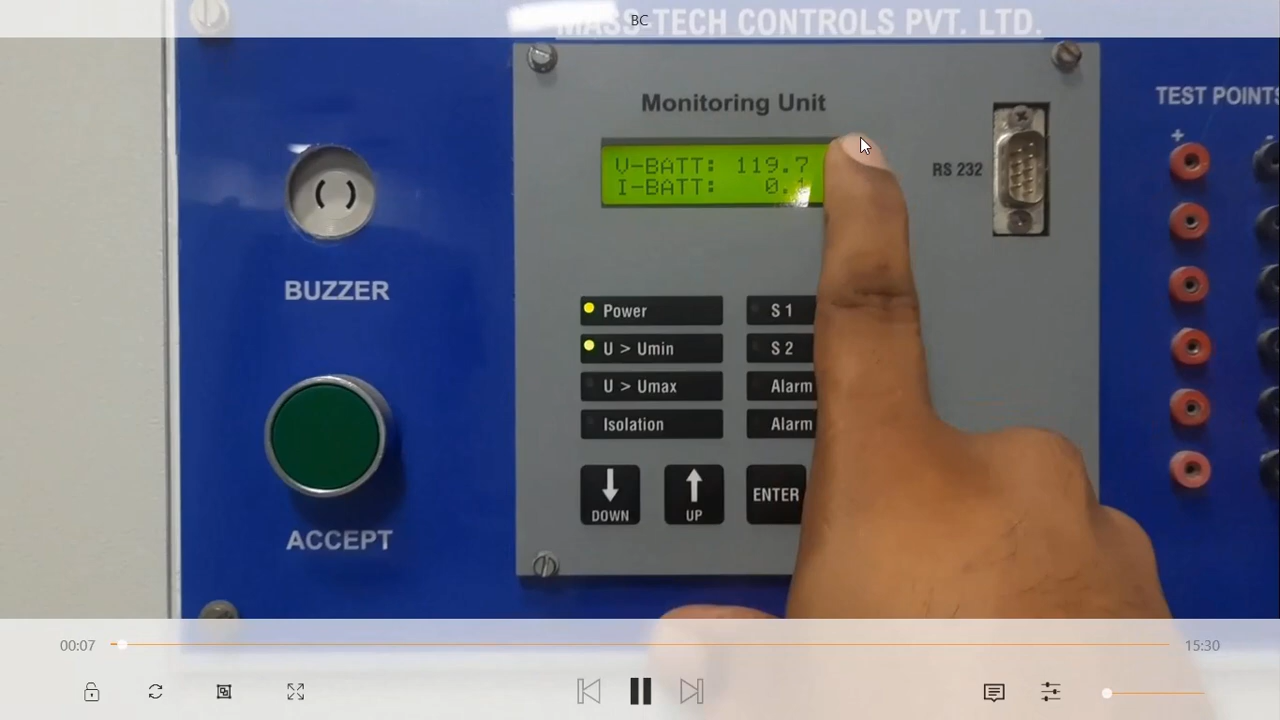 BC
MASS-TECH CONTROLS PVT. LTD.
Monitoring Unit
TEST POINTS
+ -
V-BATT: 119.7
I-BATT: 0.
RS 232
BUZZER
Power
S 1
U > Umin
S 2
U > Umax
Alarm
Isolation
Alarm
DOWN
UP
ENTER
ACCEPT
00:07
15:30